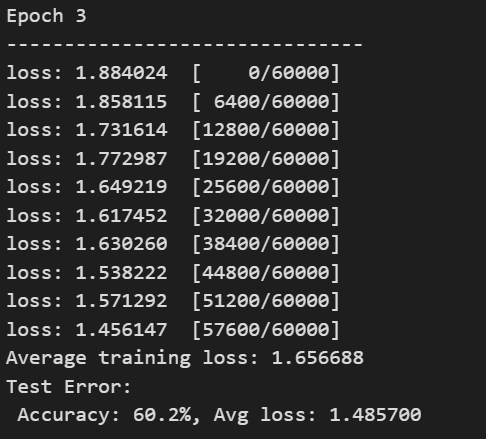 Epoch 3
-------------------------------
loss: 1.884024  [    0/60000]
loss: 1.858115  [ 6400/60000]
loss: 1.731614  [12800/60000]
loss: 1.772987  [19200/60000]
loss: 1.649219  [25600/60000]
loss: 1.617452  [32000/60000]
loss: 1.630260  [38400/60000]
loss: 1.538222  [44800/60000]
loss: 1.571292  [51200/60000]
loss: 1.456147  [57600/60000]
Average training loss: 1.656688
Test Error:
 Accuracy: 60.2%, Avg loss: 1.485700